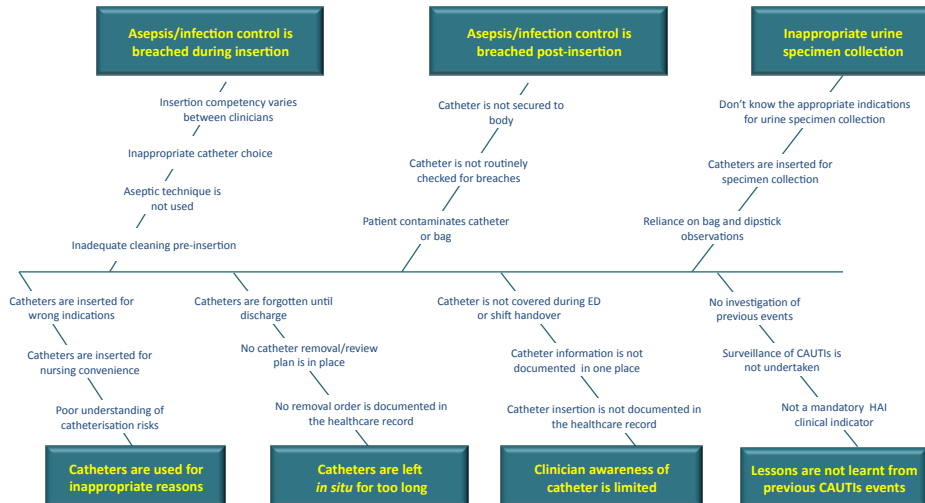 Asepsis/infection control is
breached during insertion
Asepsis/infection control is
breached post-insertion
Inappropriate urine
specimen collection
Insertion competency varies
between clinicians
Inappropriate catheter choice
Aseptic technique is
not used
Inadequate cleaning pre-insertion
Catheter is not secured to
body
Catheter is not routinely
checked for breaches
Patient contaminates catheter
or bag
Don't know the appropriate indications
for urine specimen collection
Catheters are inserted for
specimen collection
Reliance on bag and dipstick
observations
Catheters are inserted for
wrong indications
Catheters are inserted for
nursing convenience
Poor understanding of
catheterisation risks
Catheters are forgotten until
discharge
No catheter removal/review
plan is in place
No removal order is documented in
the healthcare record
Catheter is not covered during ED
or shift handover
Catheter information is not
documented in one place
Catheter insertion is not documented in
the healthcare record
No investigation of
previous events
Surveillance of CAUTIs is
not undertaken
Not a mandatory HAI
clinical indicator
Catheters are used for
inappropriate reasons
Catheters are left
in situ for too long
Clinician awareness of
catheter is limited
Lessons are not learnt from
previous CAUTIs events